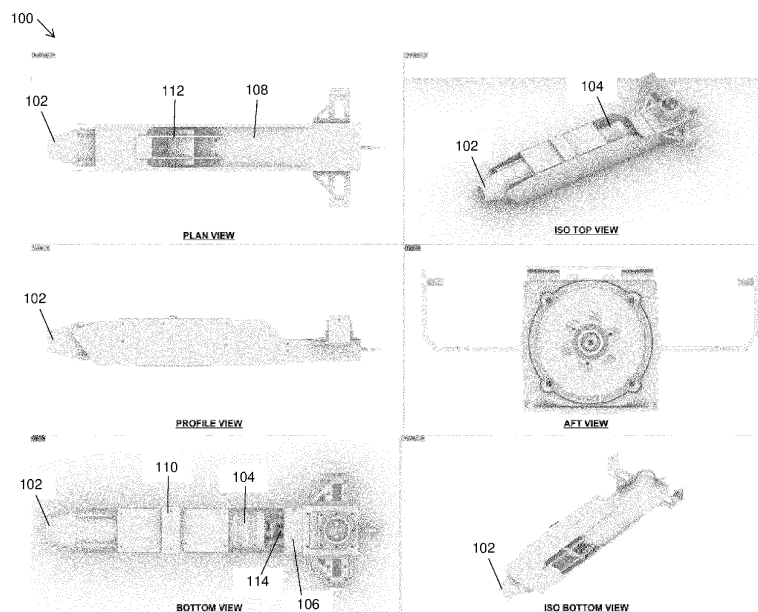 100
102
112
108
PLAN VIEW
104
102
ISO TOP VIEW
102
PROFILE VIEW
AFT VIEW
102
110
104
114
106
BOTTOM VIEW
102
ISO BOTTOM VIEW